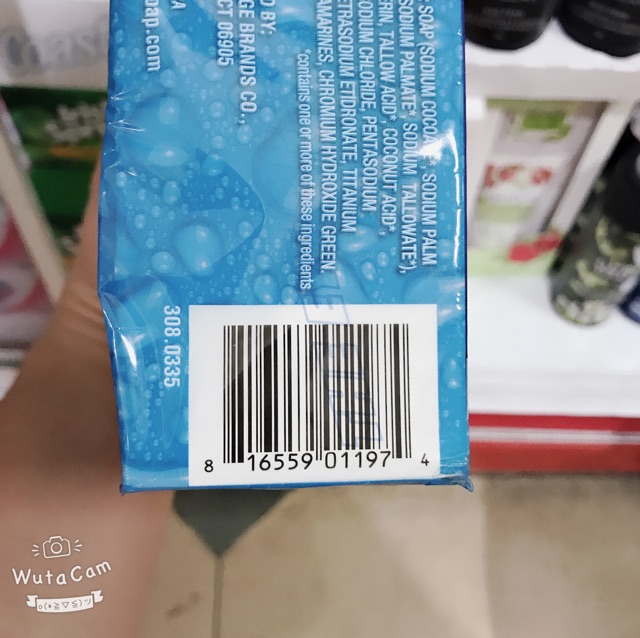 : SOAP (SODIUM COCOA
SODIUM PALM
SODIUM PALMATE* SODIUM TALLOWATE*),
ERIN, TALLOW ACID*, COCONUT ACID*,
ODIUM CHLORIDE, PENTASODIUM
ETRASODIUM ETIDRONATE, TITANIUM
AMARINES, CHROMIUM HYDROXIDE GREEN.
*contains one or more of these ingredients
D BY:
GE BRANDS CO.,
CT 06905
A
oap.com
308.0335
8 16559 01197 4
WutaCam